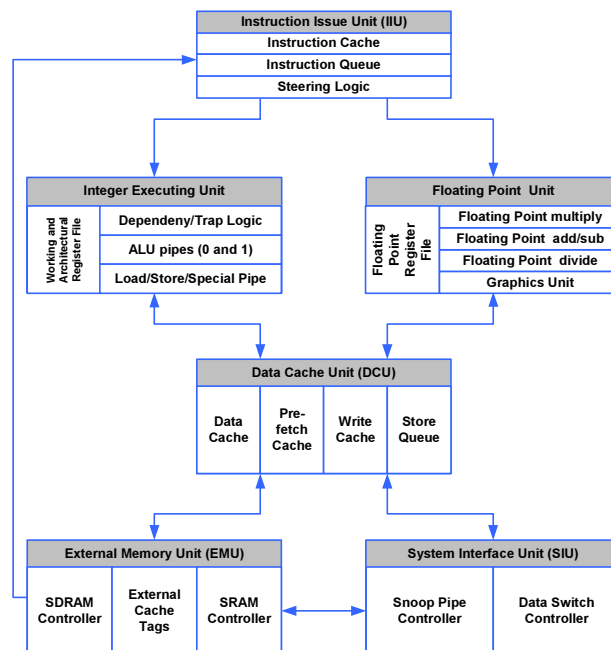 Instruction Issue Unit (IIU)
Instruction Cache
Instruction Queue
Steering Logic
Integer Executing Unit
Working and
Architectural
Register File
Dependeny/Trap Logic
ALU pipes (0 and 1)
Load/Store/Special Pipe
Floating Point  Unit
Floating
Point
Register
File
Floating Point multiply
Floating Point  add/sub
Floating Point  divide
Graphics Unit
Data Cache Unit (DCU)
Data
Cache
Pre-
fetch
Cache
Write
Cache
Store
Queue
External Memory Unit (EMU)
SDRAM
Controller
External
Cache
Tags
SRAM
Controller
System Interface Unit (SIU)
Snoop Pipe
Controller
Data Switch
Controller